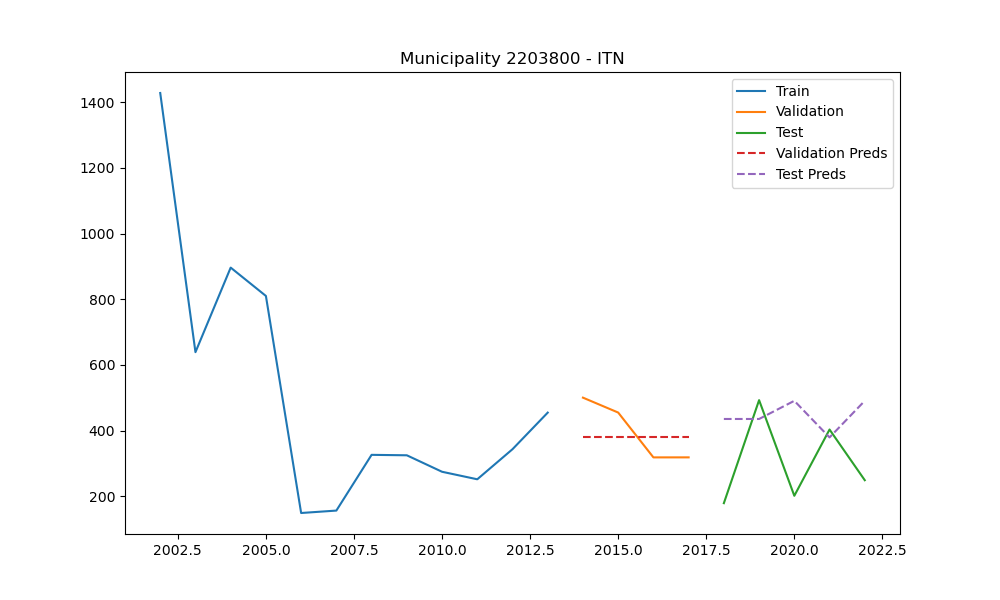 Municipality 2203800 - ITN
1400
1200
1000
800
600
400
200
Train
Validation
Test
Validation Preds
Test Preds
2002.5 2005.0 2007.5 2010.0 2012.5 2015.0 2017.5 2020.0 2022.5